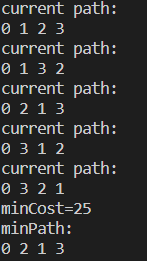 current path:
0 1 2 3
current path:
0 1 3 2
current path:
0 2 1 3
current path:
0 3 1 2
current path:
0 3 2 1
minCost=25
minPath:
0 2 1 3